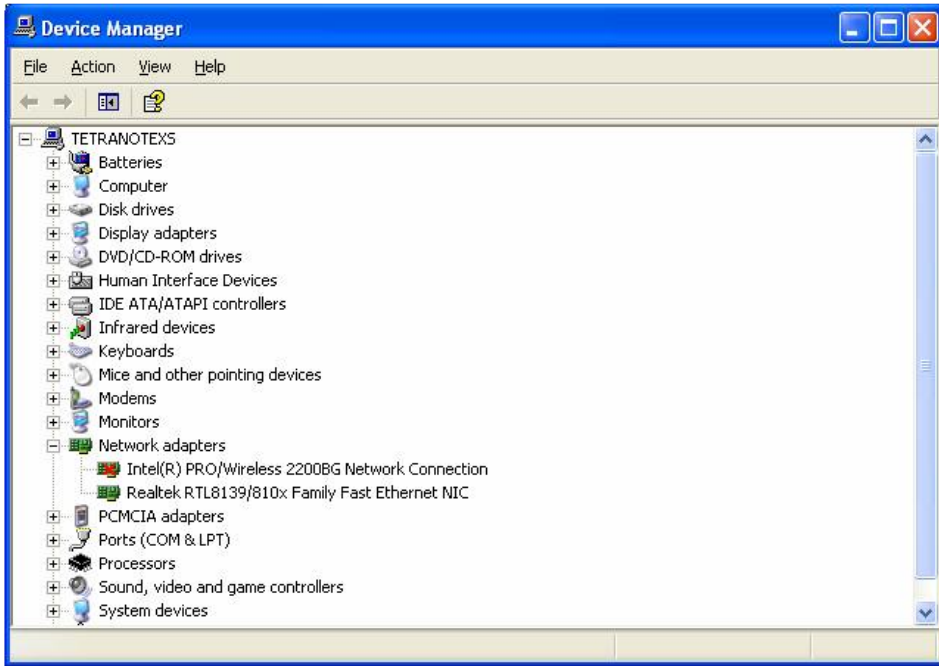 Device Manager
File Action View Help
TETRANOTEXS
Batteries
Computer
Disk drives
Display adapters
DVD/CD-ROM drives
Human Interface Devices
IDE ATA/ATAPI controllers
Infrared devices
Keyboards
Mice and other pointing devices
Modems
Monitors
Network adapters
Intel(R) PRO/Wireless 2200BG Network Connection
Realtek RTL8139/810x Family Fast Ethernet NIC
PCMCIA adapters
Ports (COM & LPT)
Processors
Sound, video and game controllers
System devices